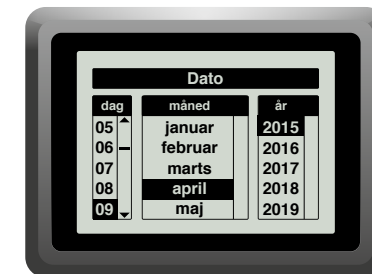 Dato
dag måned år
05 januar 2015
06 februar 2016
07 marts 2017
08 april 2018
09 maj 2019